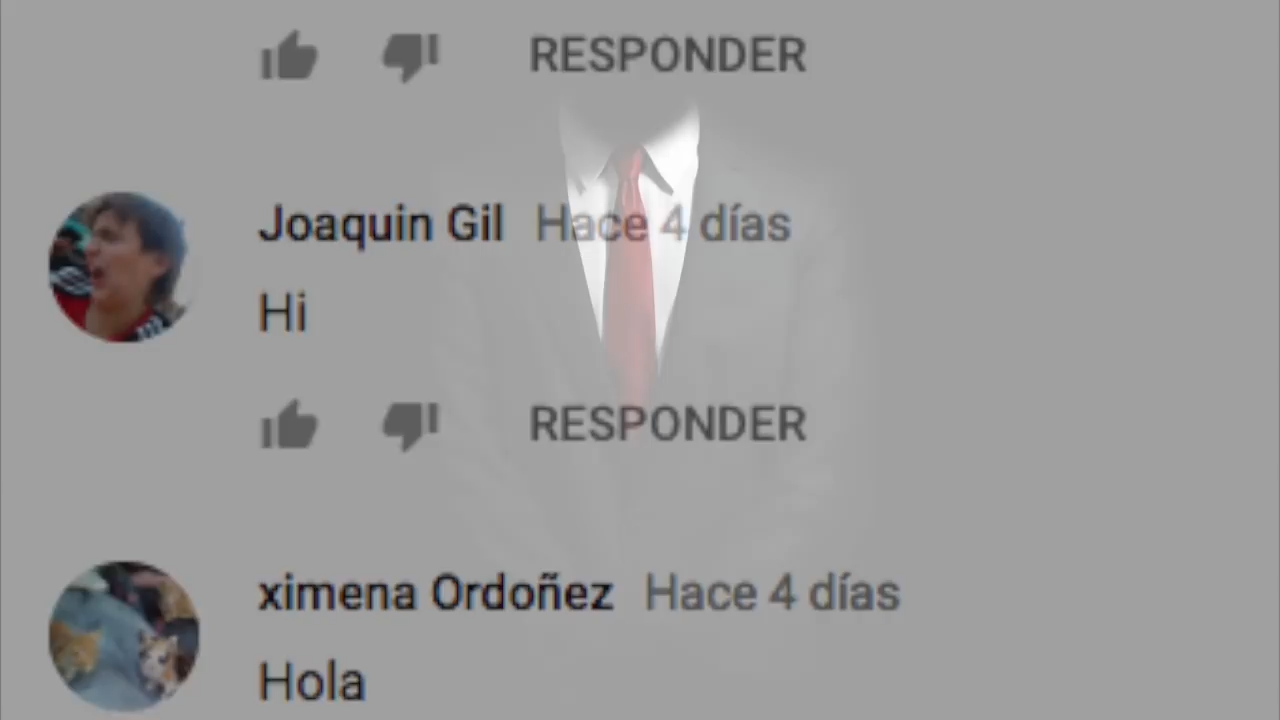 RESPONDER
Joaquin Gil Hace 4 días
Hi
RESPONDER
ximena Ordoñez Hace 4 días
Hola